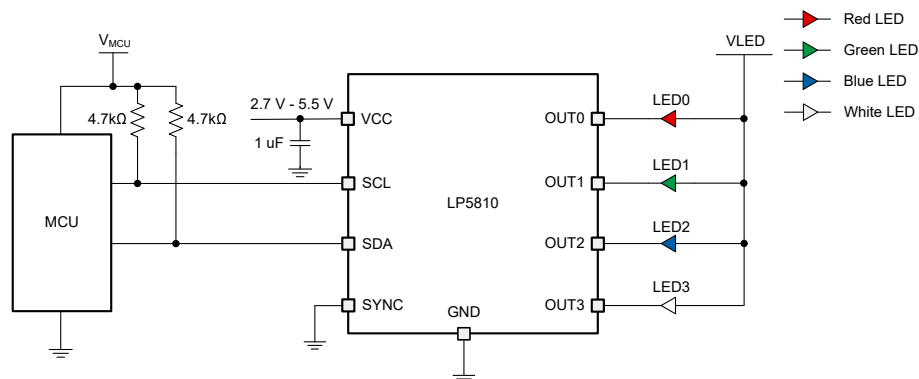 Red LED
Green LED
Blue LED
White LED
V_MCU
VLED
4.7kΩ
4.7kΩ
2.7 V - 5.5 V
1 uF
MCU
LP5810
VCC
SCL
SDA
SYNC
GND
OUT0
OUT1
OUT2
OUT3
LED0
LED1
LED2
LED3